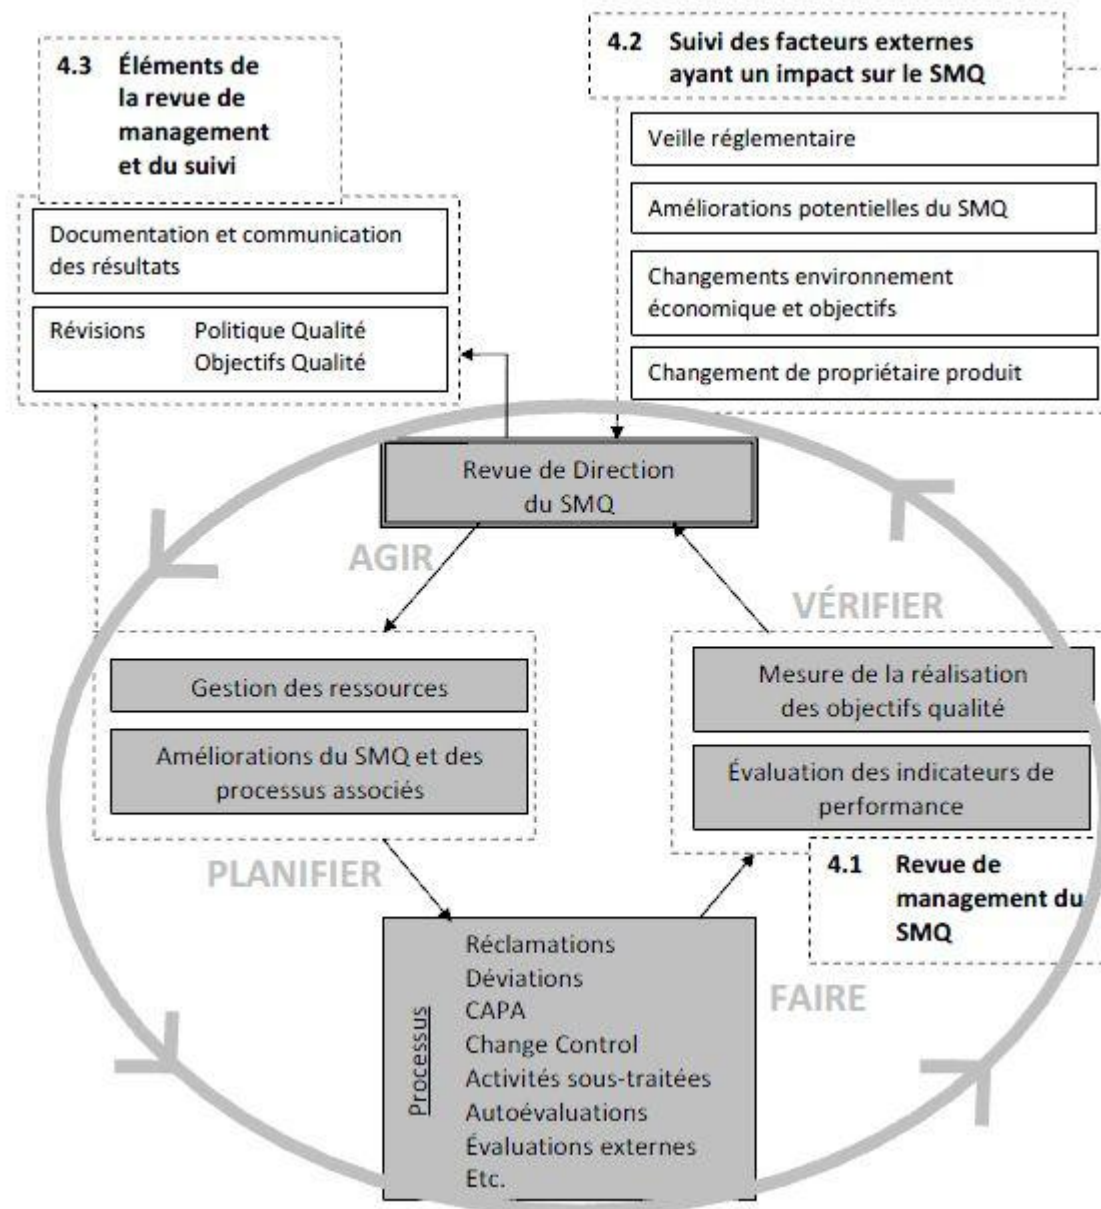 4.3 Éléments de
la revue de
management
et du suivi
Documentation et communication
des résultats
Révisions Politique Qualité
Objectifs Qualité
4.2 Suivi des facteurs externes
ayant un impact sur le SMQ
Veille réglementaire
Améliorations potentielles du SMQ
Changements environnement
économique et objectifs
Changement de propriétaire produit
Revue de Direction
du SMQ
AGIR
VÉRIFIER
Gestion des ressources
Améliorations du SMQ et des
processus associés
Mesure de la réalisation
des objectifs qualité
Évaluation des indicateurs de
performance
4.1 Revue de
management du
SMQ
PLANIFIER
FAIRE
Processus
Réclamations
Déviations
CAPA
Change Control
Activités sous-traitées
Autoévaluations
Évaluations externes
Etc.